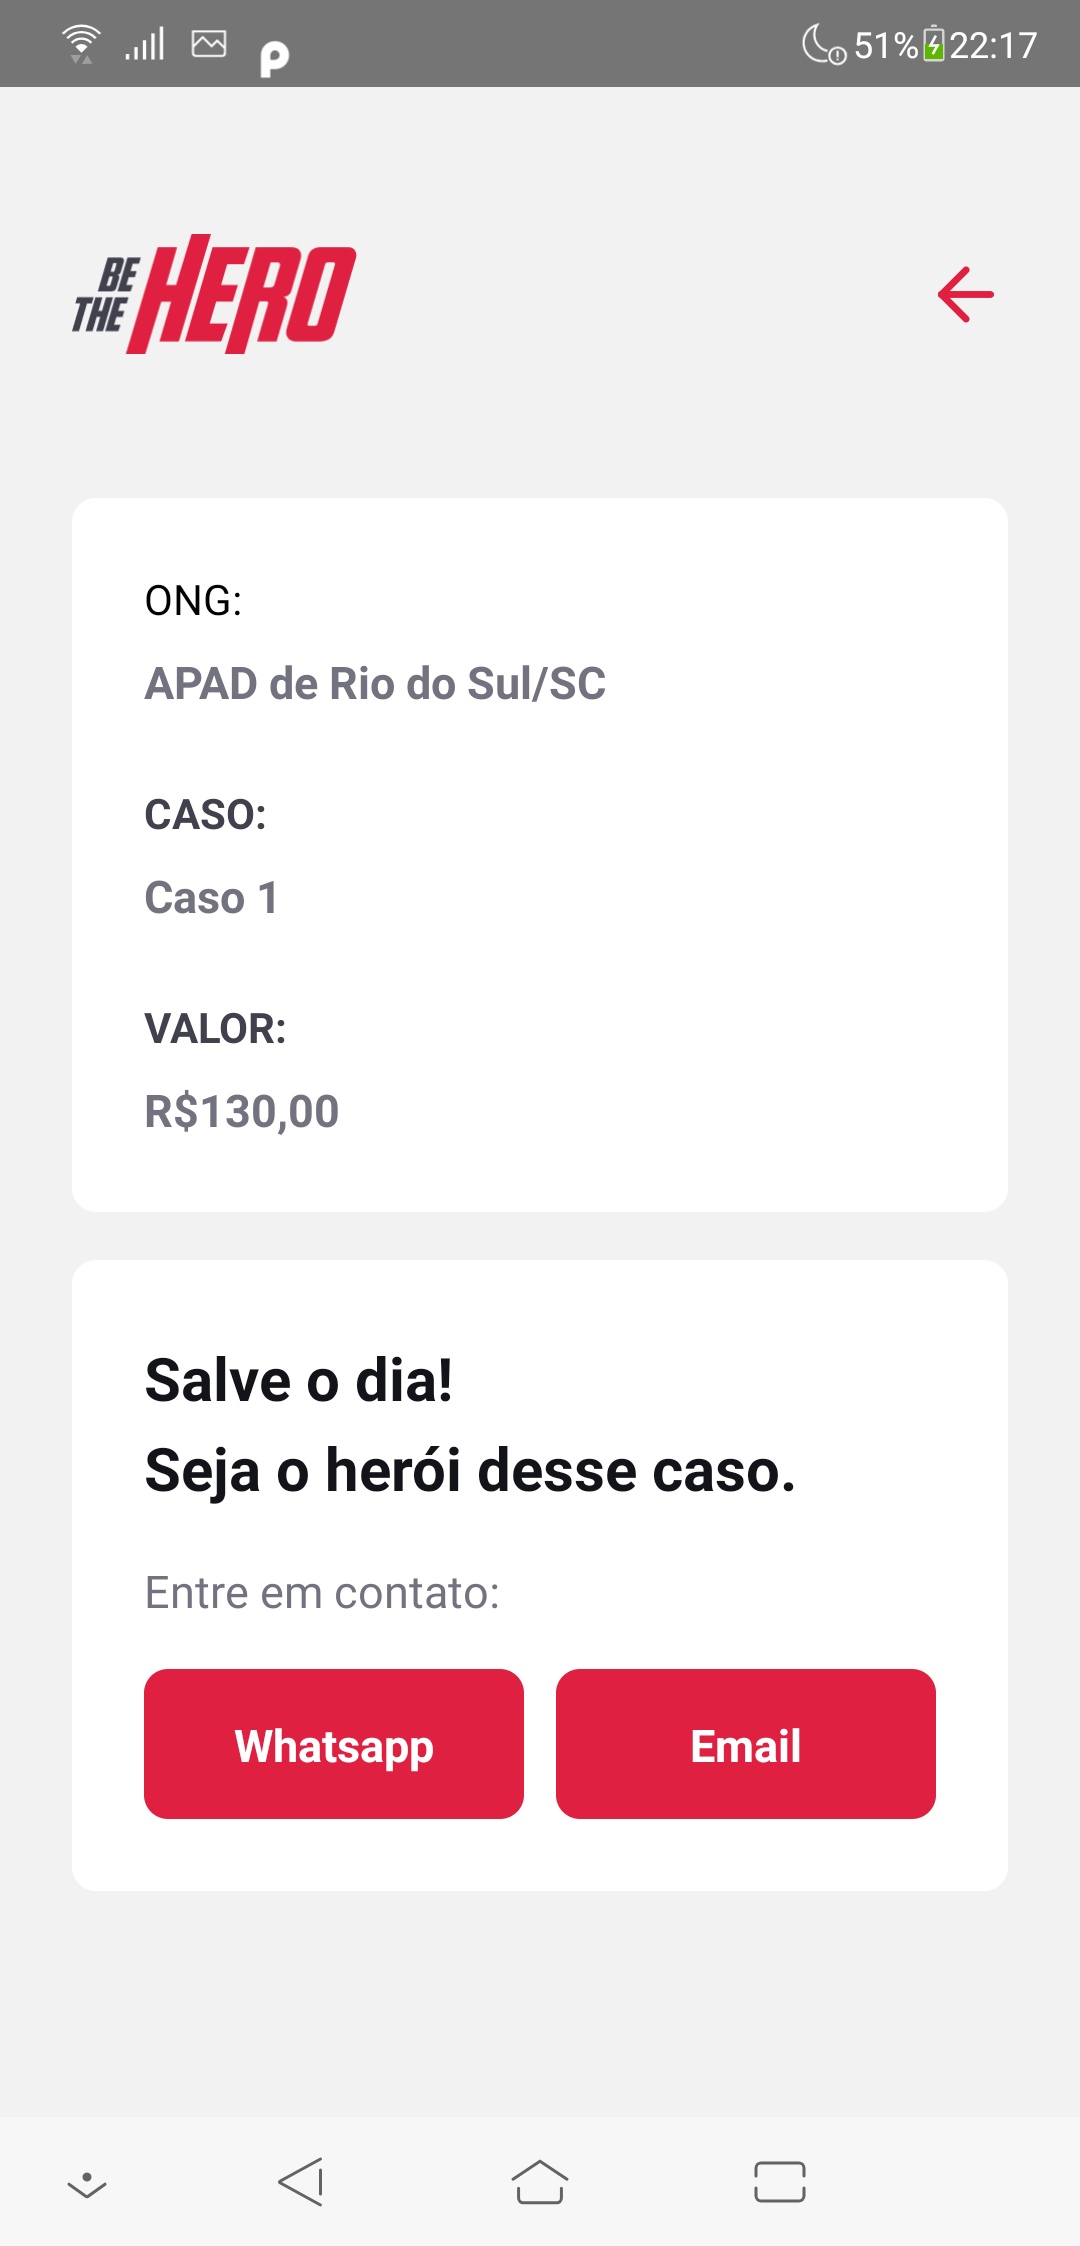 51% 22:17
BE THE HERO
ONG:
APAD de Rio do Sul/SC
CASO:
Caso 1
VALOR:
R$130,00
Salve o dia!
Seja o herói desse caso.
Entre em contato:
Whatsapp Email